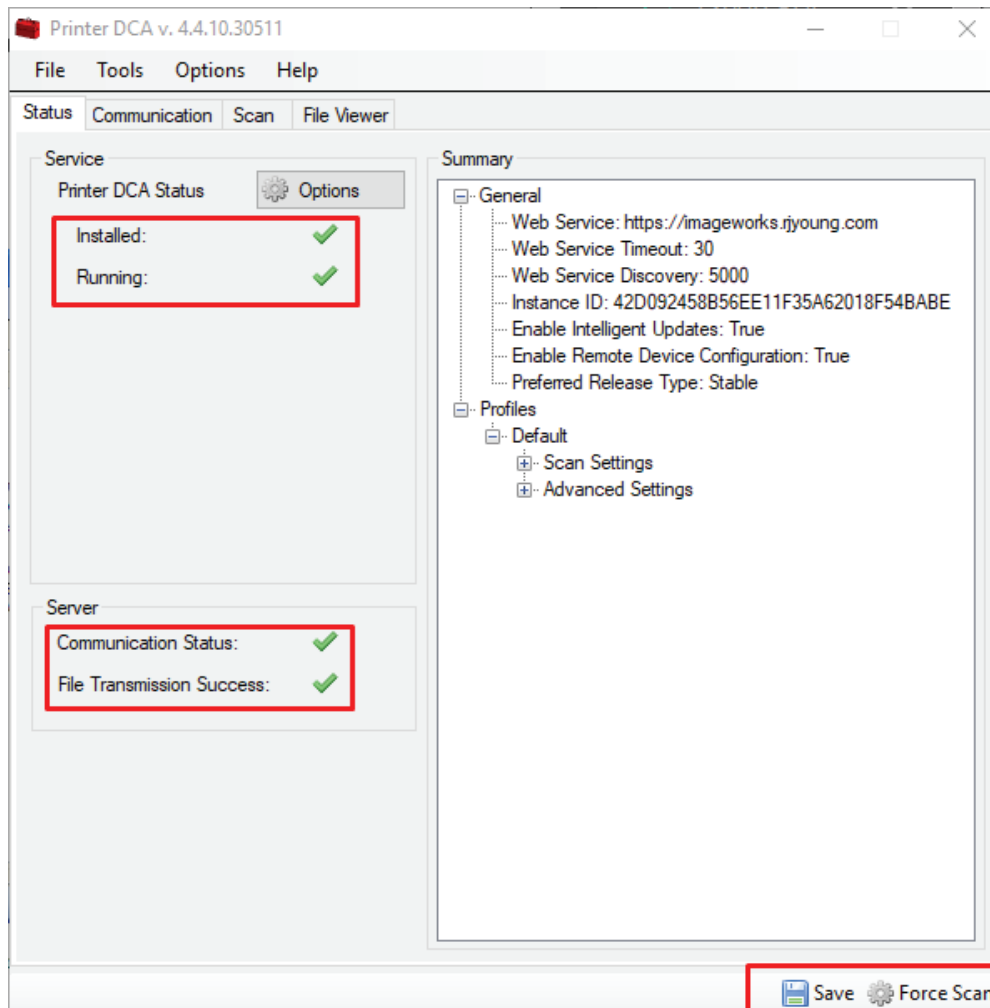 Printer DCA v. 4.4.10.30511
File Tools Options Help
Status Communication Scan File Viewer
Service
Printer DCA Status Options
Installed:
Running:
Server
Communication Status:
File Transmission Success:
Summary
General
Web Service: https://imageworks.rjyoung.com
Web Service Timeout: 30
Web Service Discovery: 5000
Instance ID: 42D092458B56EE11F35A62018F54BABE
Enable Intelligent Updates: True
Enable Remote Device Configuration: True
Preferred Release Type: Stable
Profiles
Default
Scan Settings
Advanced Settings
Save Force Scan